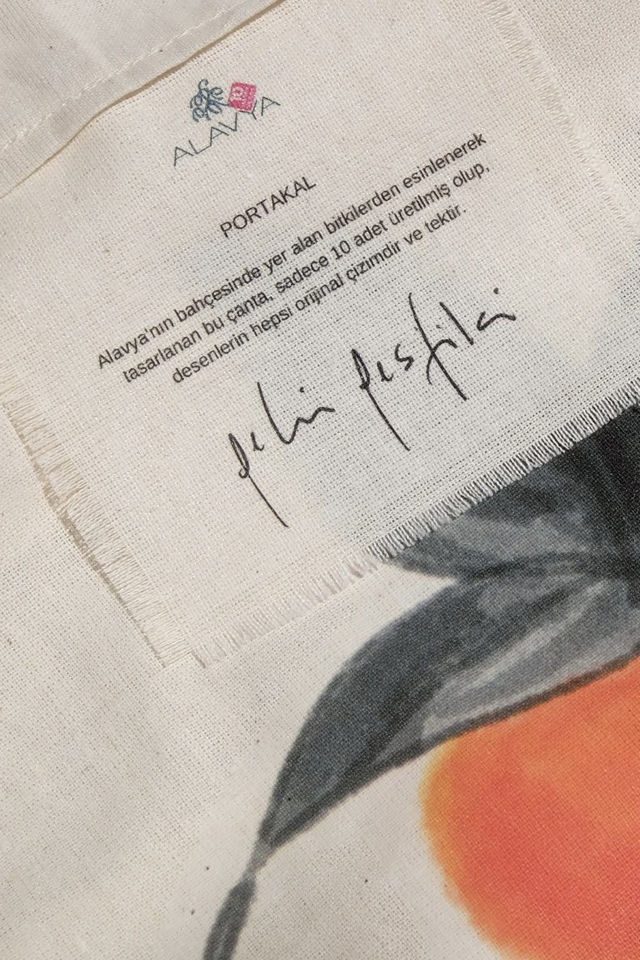 ALAVYA
PORTAKAL
Alavya'nın bahçesinde yer alan bitkilerden esinlenerek
tasarlanan bu çanta, sadece 10 adet üretilmiş olup,
desenlerin hepsi orijinal çizimdir ve tektir.